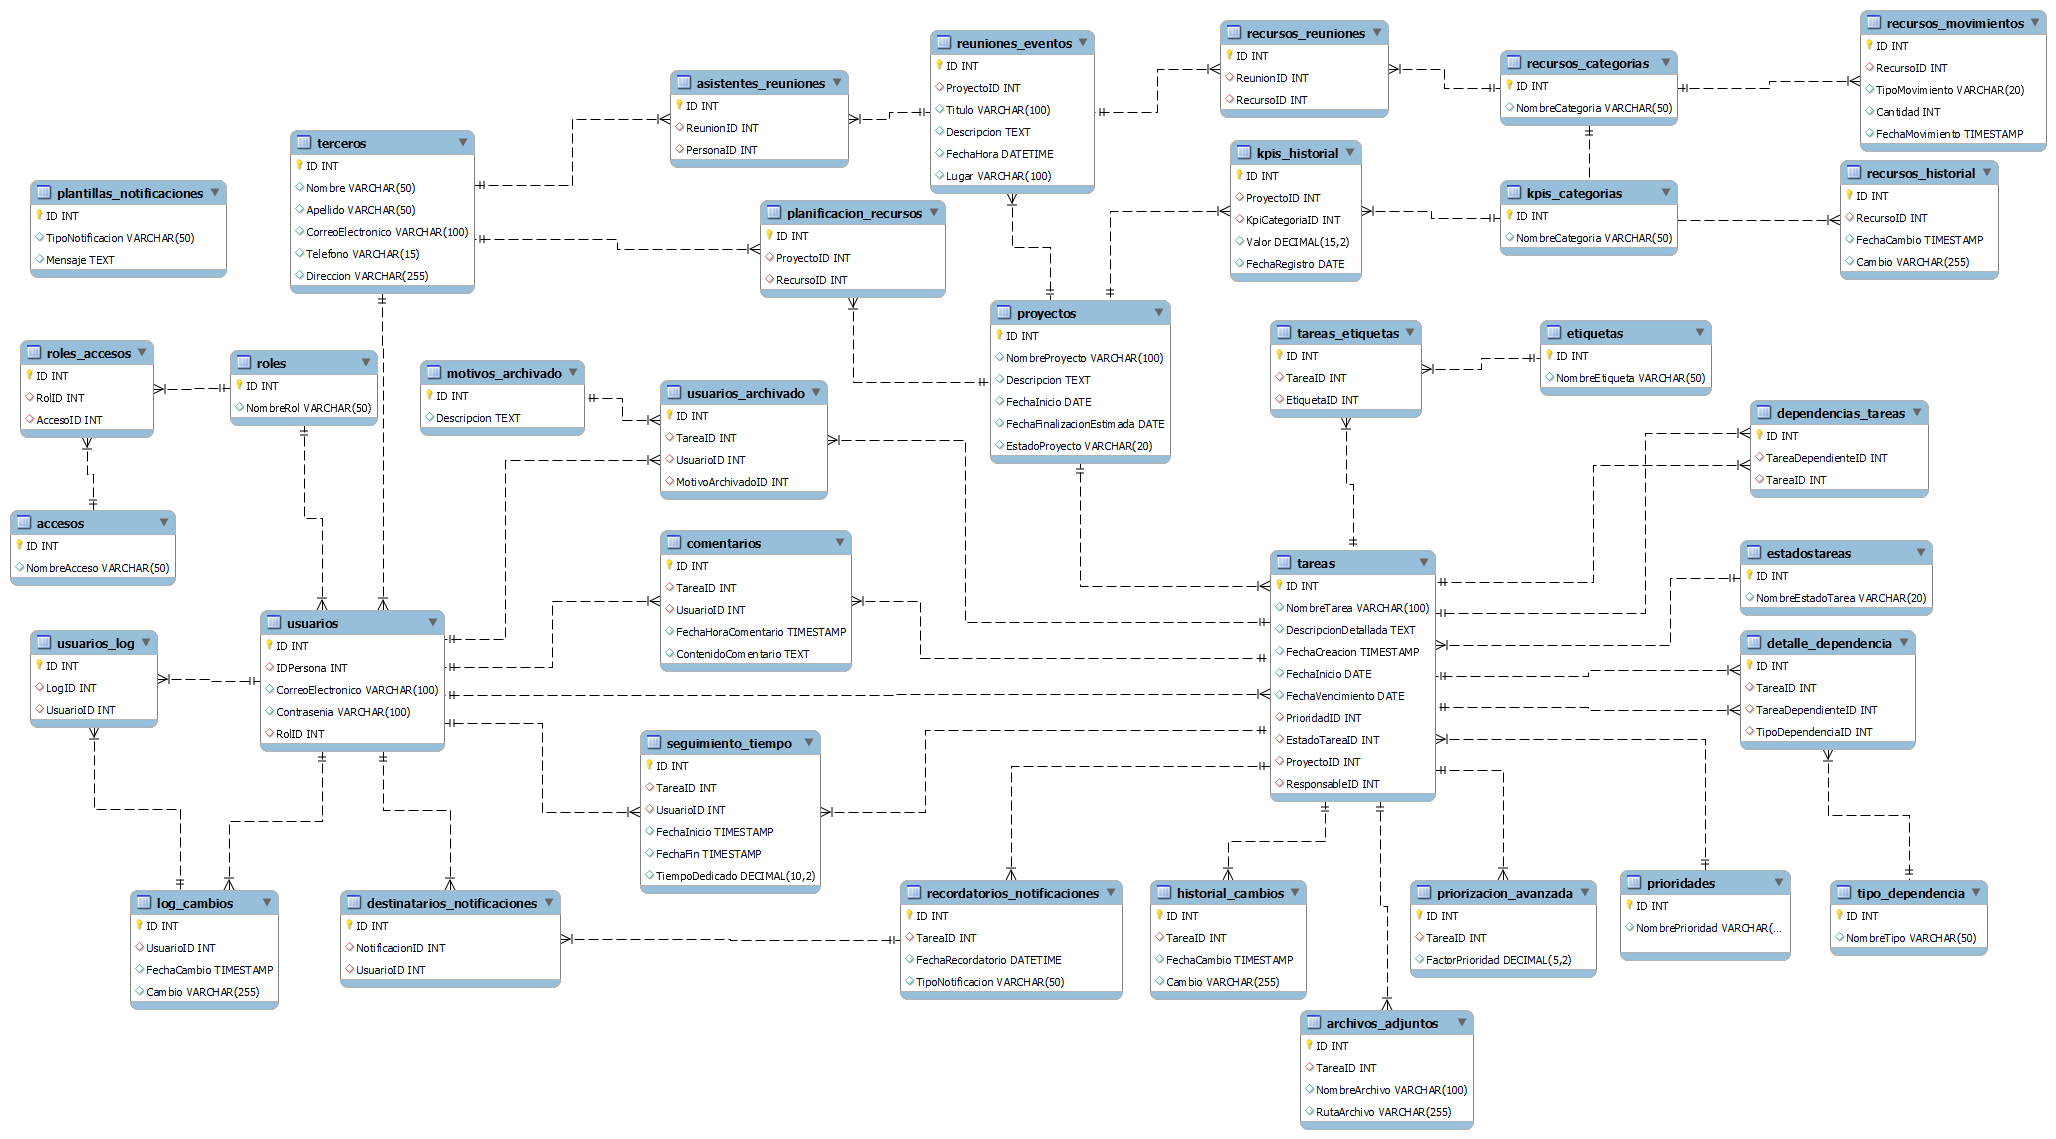 plantillas_notificaciones
ID INT
TipoNotificacion VARCHAR(50)
Mensaje TEXT
terceros
ID INT
Nombre VARCHAR(50)
Apellido VARCHAR(50)
CorreoElectronico VARCHAR(100)
Telefono VARCHAR(15)
Direccion VARCHAR(255)
asistentes_reuniones
ID INT
ReunionID INT
PersonaID INT
reuniones_eventos
ID INT
ProyectoID INT
Titulo VARCHAR(100)
Descripcion TEXT
FechaHora DATETIME
Lugar VARCHAR(100)
recursos_reuniones
ID INT
ReunionID INT
RecursoID INT
recursos_categorias
ID INT
NombreCategoria VARCHAR(50)
recursos_movimientos
ID INT
RecursoID INT
TipoMovimiento VARCHAR(20)
Cantidad INT
FechaMovimiento TIMESTAMP
planificacion_recursos
ID INT
ProyectoID INT
RecursoID INT
kpis_historial
ID INT
ProyectoID INT
KpiCategoriaID INT
Valor DECIMAL(15,2)
FechaRegistro DATE
kpis_categorias
ID INT
NombreCategoria VARCHAR(50)
recursos_historial
ID INT
RecursoID INT
FechaCambio TIMESTAMP
Cambio VARCHAR(255)
roles_accesos
ID INT
RolID INT
AccesoID INT
roles
ID INT
NombreRol VARCHAR(50)
motivos_archivado
ID INT
Descripcion TEXT
usuarios_archivado
ID INT
TareaID INT
UsuarioID INT
MotivoArchivadoID INT
proyectos
ID INT
NombreProyecto VARCHAR(100)
Descripcion TEXT
FechaInicio DATE
FechaFinalizacionEstimada DATE
EstadoProyecto VARCHAR(20)
tareas_etiquetas
ID INT
TareaID INT
EtiquetaID INT
etiquetas
ID INT
NombreEtiqueta VARCHAR(50)
dependencias_tareas
ID INT
TareaDependienteID INT
TareaID INT
accesos
ID INT
NombreAcceso VARCHAR(50)
comentarios
ID INT
TareaID INT
UsuarioID INT
FechaHoraComentario TIMESTAMP
ContenidoComentario TEXT
tareas
ID INT
NombreTarea VARCHAR(100)
DescripcionDetallada TEXT
FechaCreacion TIMESTAMP
FechaInicio DATE
FechaVencimiento DATE
PrioridadID INT
EstadoTareaID INT
ProyectoID INT
ResponsableID INT
estadostareas
ID INT
NombreEstadoTarea VARCHAR(20)
usuarios_log
ID INT
LogID INT
UsuarioID INT
usuarios
ID INT
IDPersona INT
CorreoElectronico VARCHAR(100)
Contrasenia VARCHAR(100)
RolID INT
detalle_dependencia
ID INT
TareaID INT
TareaDependienteID INT
TipoDependenciaID INT
seguimiento_tiempo
ID INT
TareaID INT
UsuarioID INT
FechaInicio TIMESTAMP
FechaFin TIMESTAMP
TiempoDedicado DECIMAL(10,2)
log_cambios
ID INT
UsuarioID INT
FechaCambio TIMESTAMP
Cambio VARCHAR(255)
destinatarios_notificaciones
ID INT
NotificacionID INT
UsuarioID INT
recordatorios_notificaciones
ID INT
TareaID INT
FechaRecordatorio DATETIME
TipoNotificacion VARCHAR(50)
historial_cambios
ID INT
TareaID INT
FechaCambio TIMESTAMP
Cambio VARCHAR(255)
priorizacion_avanzada
ID INT
TareaID INT
FactorPrioridad DECIMAL(5,2)
prioridades
ID INT
NombrePrioridad VARCHAR(...
tipo_dependencia
ID INT
NombreTipo VARCHAR(50)
archivos_adjuntos
ID INT
TareaID INT
NombreArchivo VARCHAR(100)
RutaArchivo VARCHAR(255)